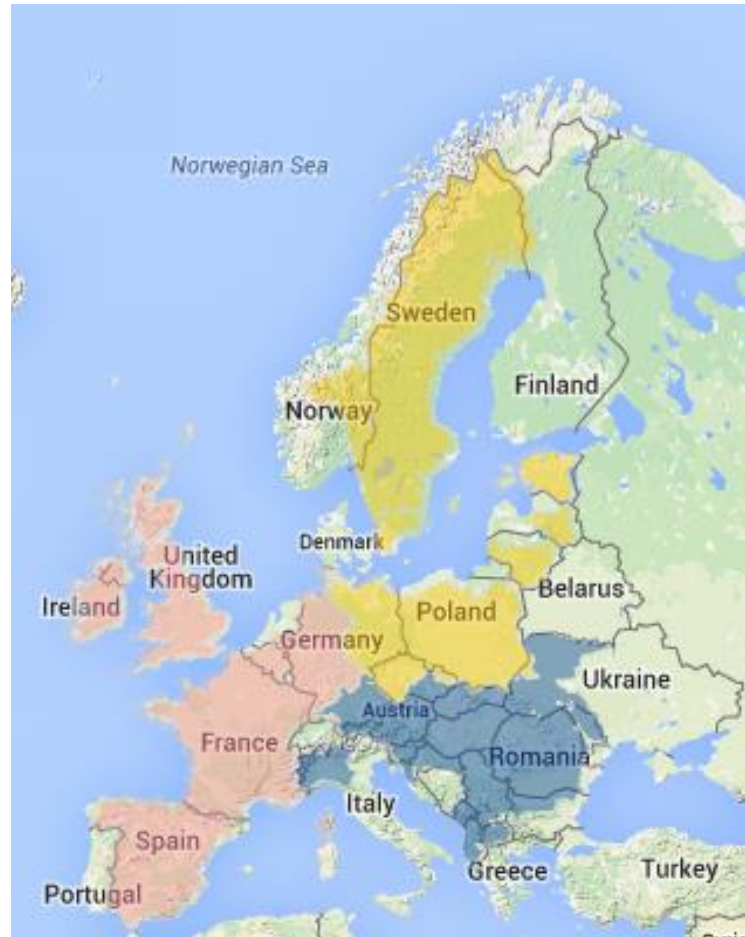 Norwegian Sea
Sweden
Finland
Norway
Denmark
United
Kingdom
Ireland
Belarus
Poland
Germany
Ukraine
Austria
France
Romania
Italy
Spain
Greece
Turkey
Portugal